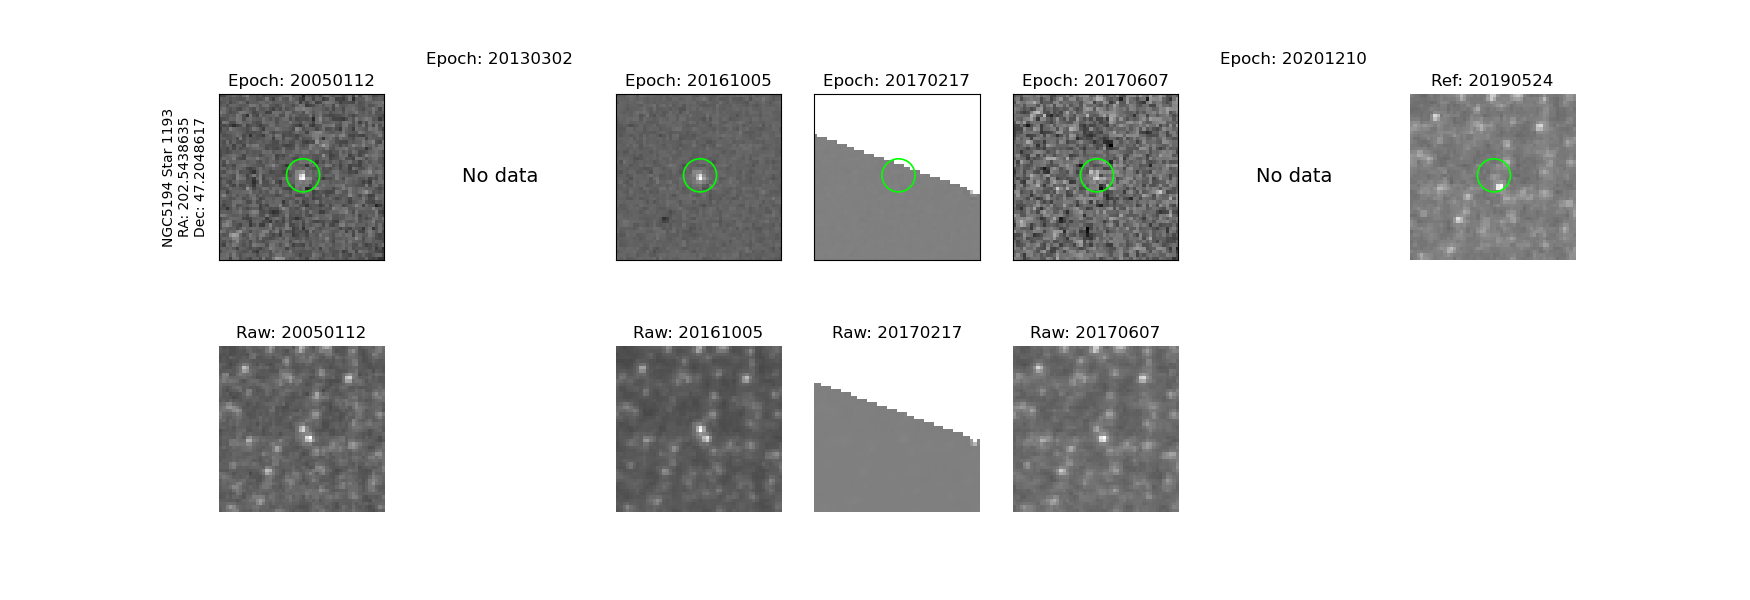 Epoch: 20130302
Epoch: 20201210
Epoch: 20050112
Epoch: 20161005
Epoch: 20170217
Epoch: 20170607
Ref: 20190524
NGC5194 Star 1193
RA: 202.5438635
Dec: 47.2048617
No data
No data
Raw: 20050112
Raw: 20161005
Raw: 20170217
Raw: 20170607